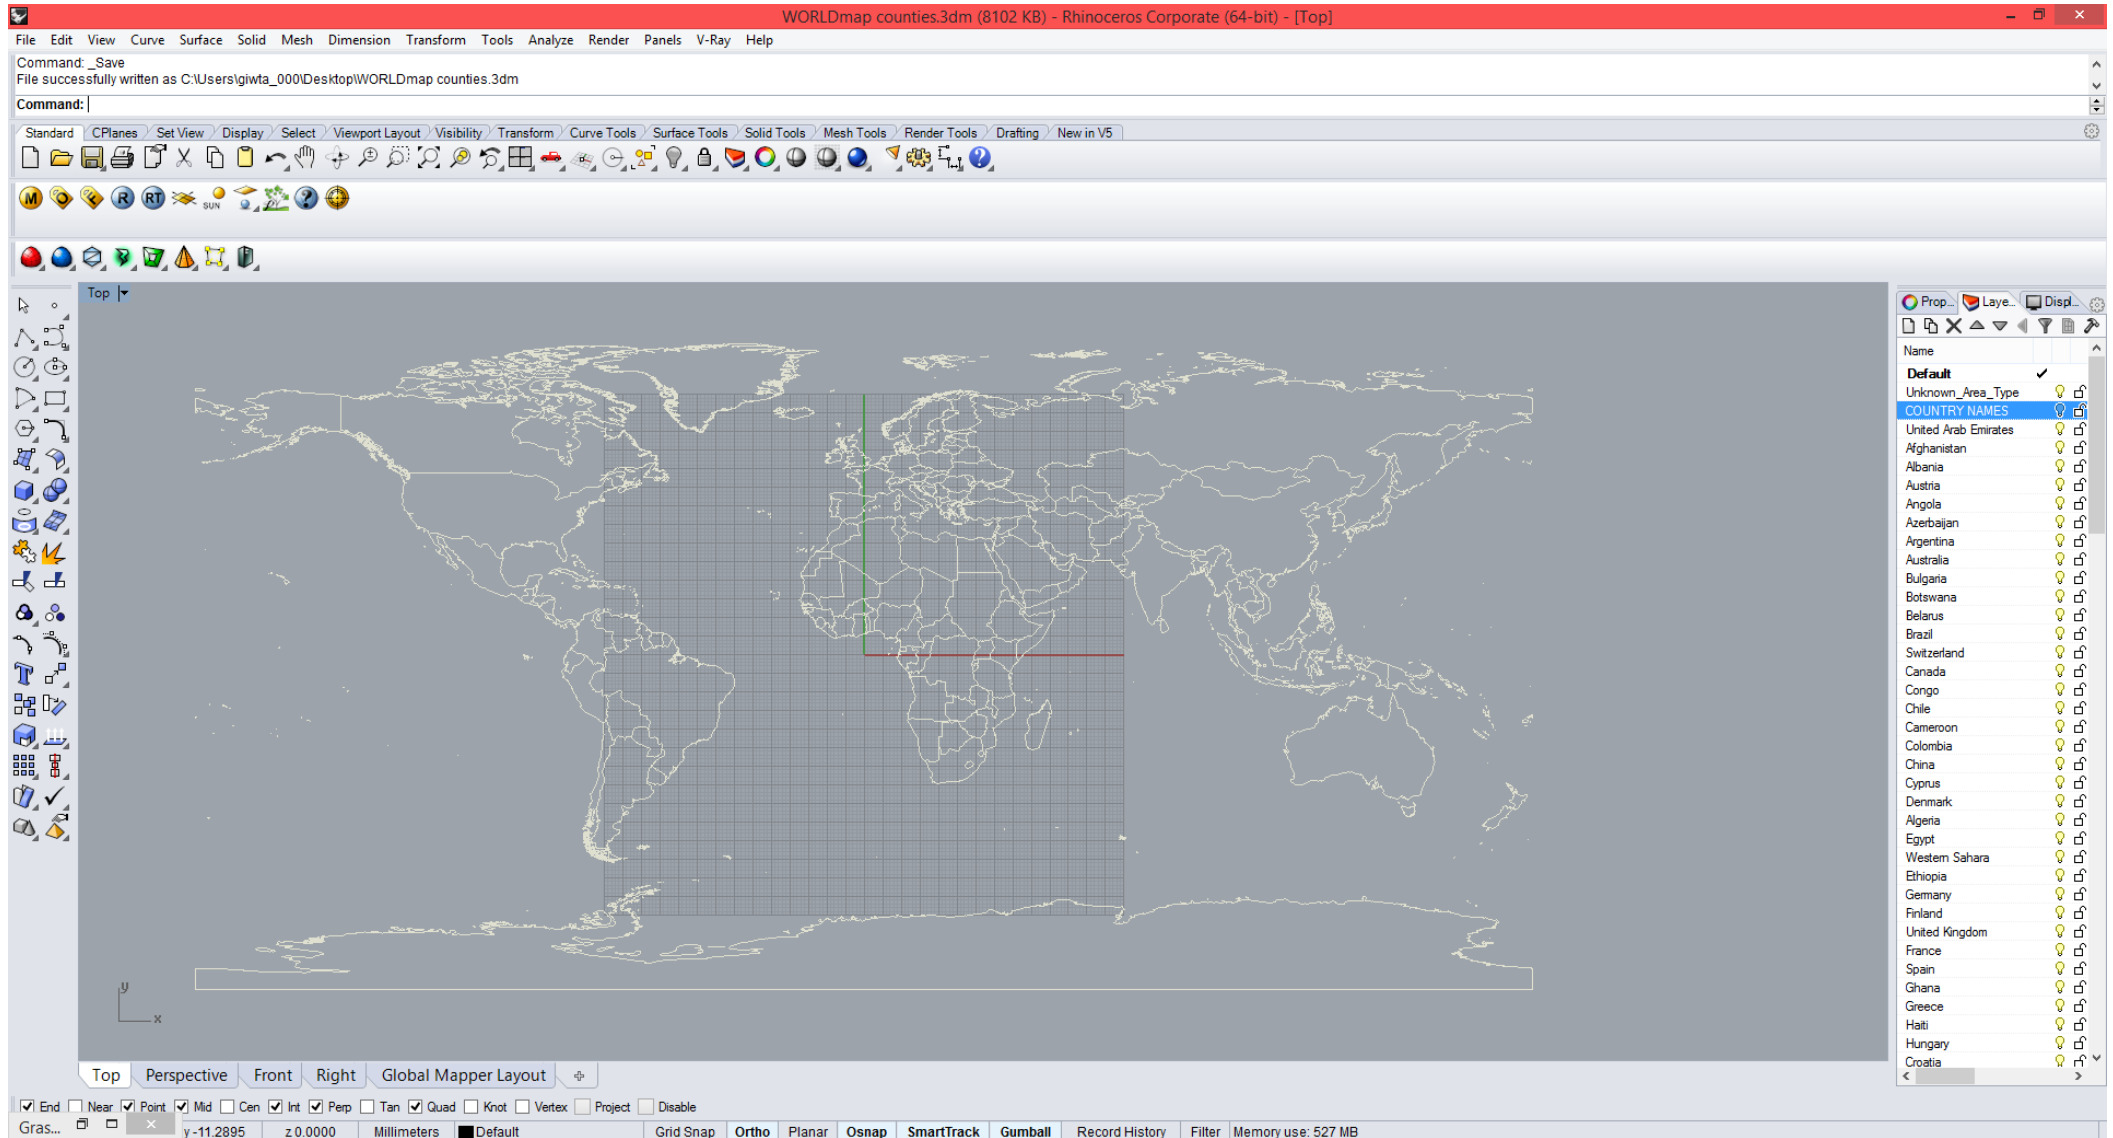 WORLDmap counties.3dm (8102 KB) - Rhinoceros Corporate (64-bit) - [Top]
File Edit View Curve Surface Solid Mesh Dimension Transform Tools Analyze Render Panels V-Ray Help
Command: _Save
File successfully written as C:\Users\giwta_000\Desktop\WORLDmap counties.3dm
Command:
Standard CPlanes Set View Display Select Viewport Layout Visibility Transform Curve Tools Surface Tools Solid Tools Mesh Tools Render Tools Drafting New in V5
M O F R RT SUN
Top
Prop... Laye... Displ...
Name
Default
Unknown_Area_Type
COUNTRY NAMES
United Arab Emirates
Afghanistan
Albania
Austria
Angola
Azerbaijan
Argentina
Australia
Bulgaria
Botswana
Belarus
Brazil
Switzerland
Canada
Congo
Chile
Cameroon
Colombia
China
Cyprus
Denmark
Algeria
Egypt
Western Sahara
Ethiopia
Germany
Finland
United Kingdom
France
Spain
Ghana
Greece
Haiti
Hungary
Croatia
y
x
Top Perspective Front Right Global Mapper Layout
End Near Point Mid Cen Int Perp Tan Quad Knot Vertex Project Disable
Gras... y -11.2895 z 0.0000 Millimeters Default Grid Snap Ortho Planar Osnap SmartTrack Gumball Record History Filter Memory use: 527 MB